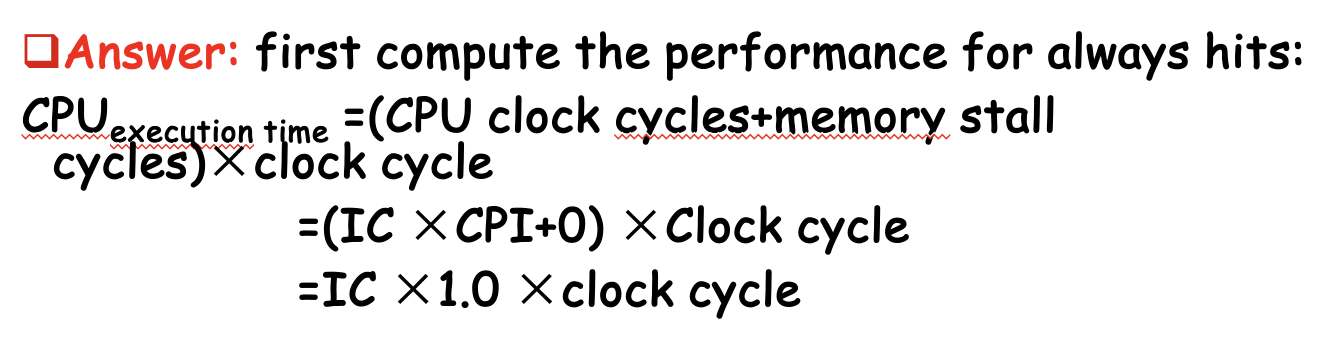 ❑Answer: first compute the performance for always hits:
CPU execution time =(CPU clock cycles+memory stall
cycles)×clock cycle
=(IC ×CPI+0) ×Clock cycle
=IC ×1.0 ×clock cycle